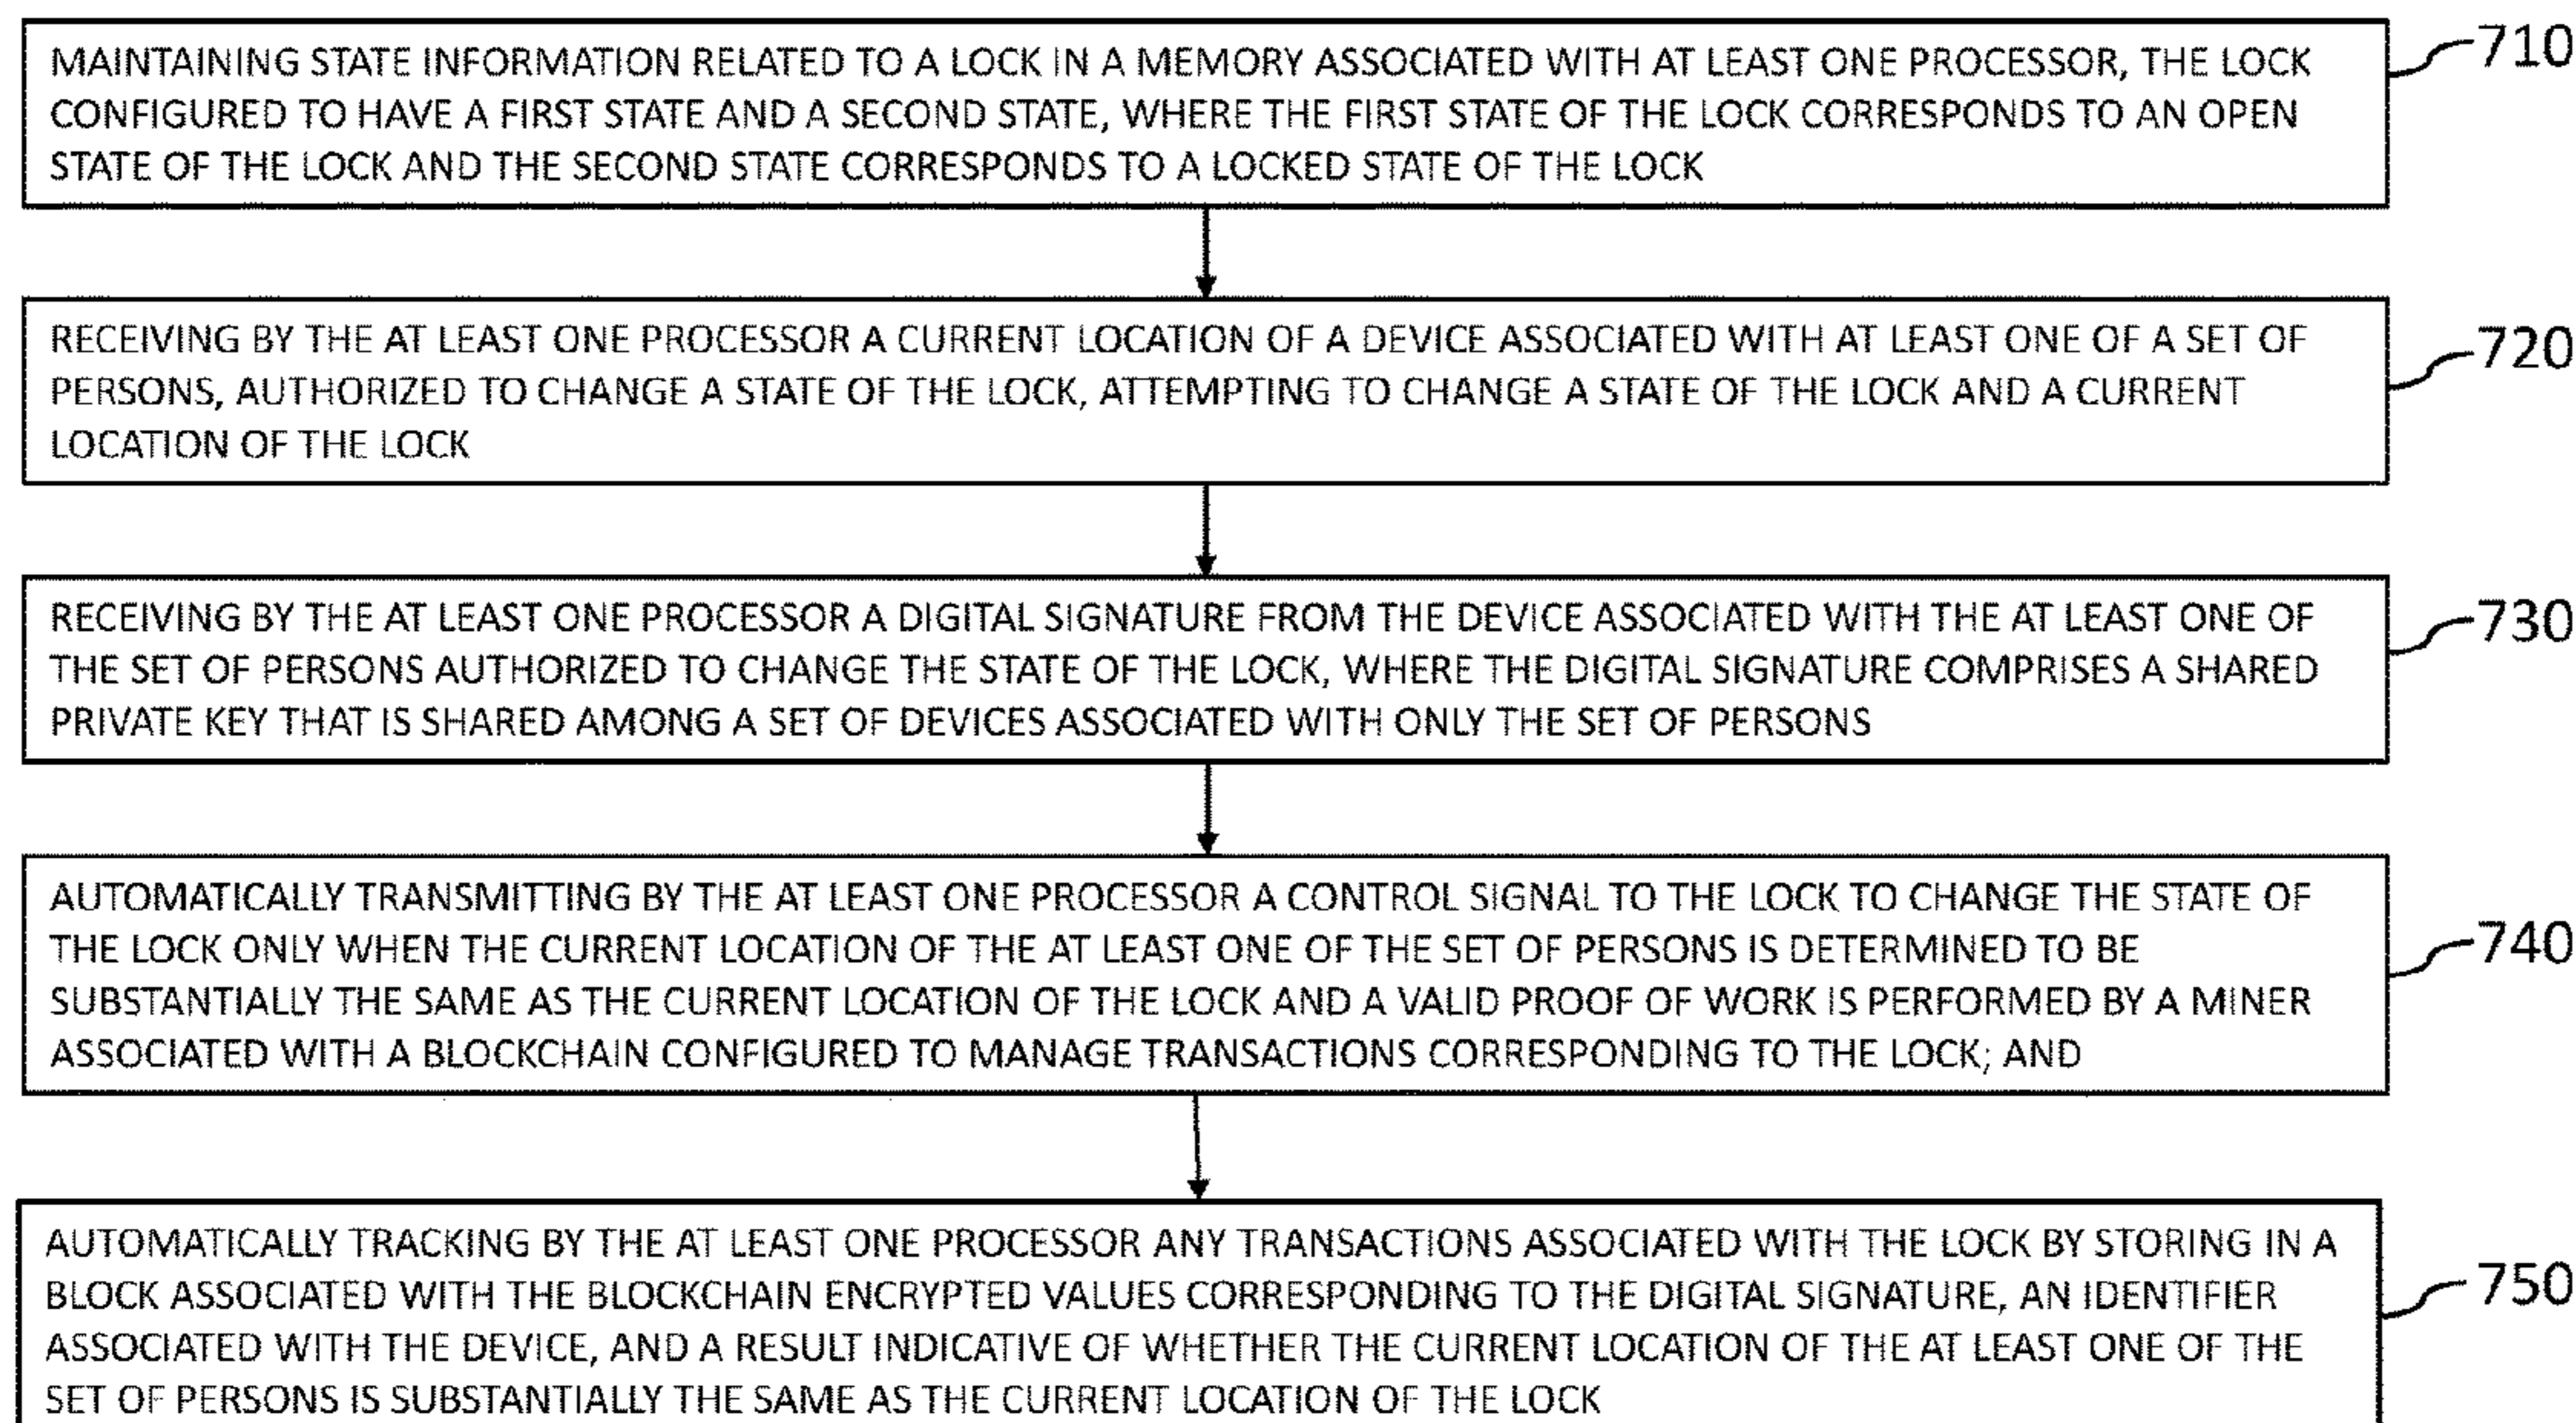 MAINTAINING STATE INFORMATION RELATED TO A LOCK IN A MEMORY ASSOCIATED WITH AT LEAST ONE PROCESSOR, THE LOCK
CONFIGURED TO HAVE A FIRST STATE AND A SECOND STATE, WHERE THE FIRST STATE OF THE LOCK CORRESPONDS TO AN OPEN
STATE OF THE LOCK AND THE SECOND STATE CORRESPONDS TO A LOCKED STATE OF THE LOCK
710
RECEIVING BY THE AT LEAST ONE PROCESSOR A CURRENT LOCATION OF A DEVICE ASSOCIATED WITH AT LEAST ONE OF A SET OF
PERSONS, AUTHORIZED TO CHANGE A STATE OF THE LOCK, ATTEMPTING TO CHANGE A STATE OF THE LOCK AND A CURRENT
LOCATION OF THE LOCK
720
RECEIVING BY THE AT LEAST ONE PROCESSOR A DIGITAL SIGNATURE FROM THE DEVICE ASSOCIATED WITH THE AT LEAST ONE OF
THE SET OF PERSONS AUTHORIZED TO CHANGE THE STATE OF THE LOCK, WHERE THE DIGITAL SIGNATURE COMPRISES A SHARED
PRIVATE KEY THAT IS SHARED AMONG A SET OF DEVICES ASSOCIATED WITH ONLY THE SET OF PERSONS
730
AUTOMATICALLY TRANSMITTING BY THE AT LEAST ONE PROCESSOR A CONTROL SIGNAL TO THE LOCK TO CHANGE THE STATE OF
THE LOCK ONLY WHEN THE CURRENT LOCATION OF THE AT LEAST ONE OF THE SET OF PERSONS IS DETERMINED TO BE
SUBSTANTIALLY THE SAME AS THE CURRENT LOCATION OF THE LOCK AND A VALID PROOF OF WORK IS PERFORMED BY A MINER
ASSOCIATED WITH A BLOCKCHAIN CONFIGURED TO MANAGE TRANSACTIONS CORRESPONDING TO THE LOCK; AND
740
AUTOMATICALLY TRACKING BY THE AT LEAST ONE PROCESSOR ANY TRANSACTIONS ASSOCIATED WITH THE LOCK BY STORING IN A
BLOCK ASSOCIATED WITH THE BLOCKCHAIN ENCRYPTED VALUES CORRESPONDING TO THE DIGITAL SIGNATURE, AN IDENTIFIER
ASSOCIATED WITH THE DEVICE, AND A RESULT INDICATIVE OF WHETHER THE CURRENT LOCATION OF THE AT LEAST ONE OF THE
SET OF PERSONS IS SUBSTANTIALLY THE SAME AS THE CURRENT LOCATION OF THE LOCK
750